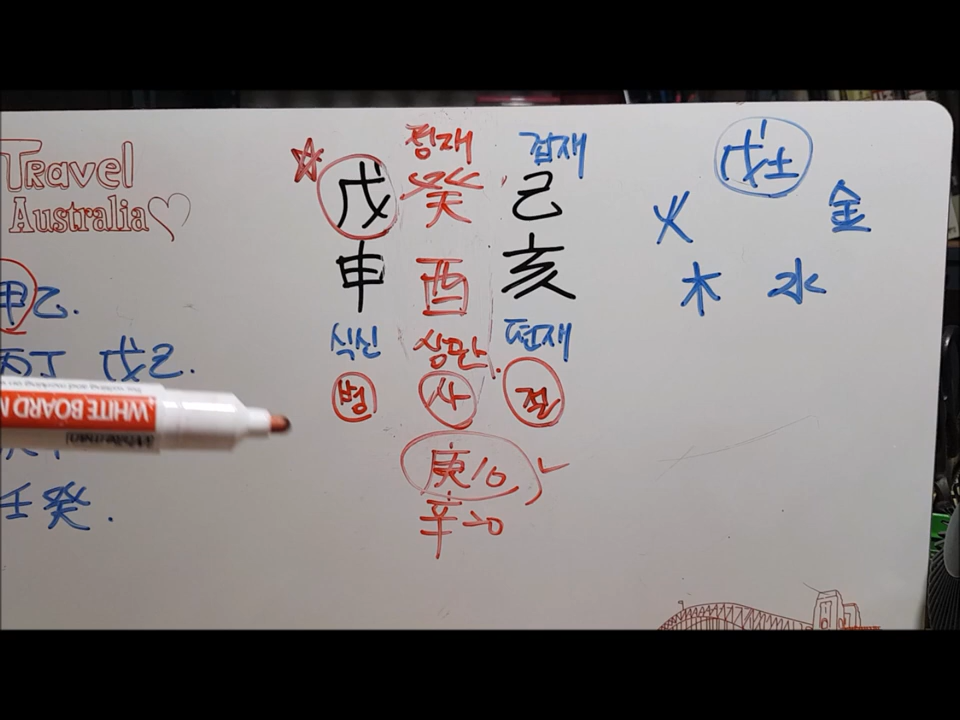 Travel
Australia
정재 겁재
戊 癸 己
申 酉 亥
식신 상관 편재
병 사 절
庚10
辛20
戊土
火 金
木 水
甲乙.
丙丁 戊己.
壬癸.
WHITE BOARD M